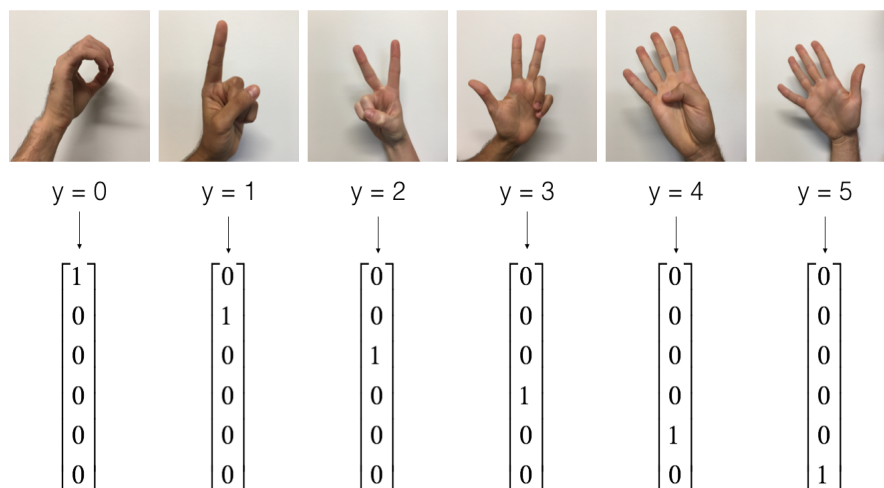 y = 0 y = 1 y = 2 y = 3 y = 4 y = 5
1 0 0 0 0 0
0 1 0 0 0 0
0 0 1 0 0 0
0 0 0 1 0 0
0 0 0 0 1 0
0 0 0 0 0 1